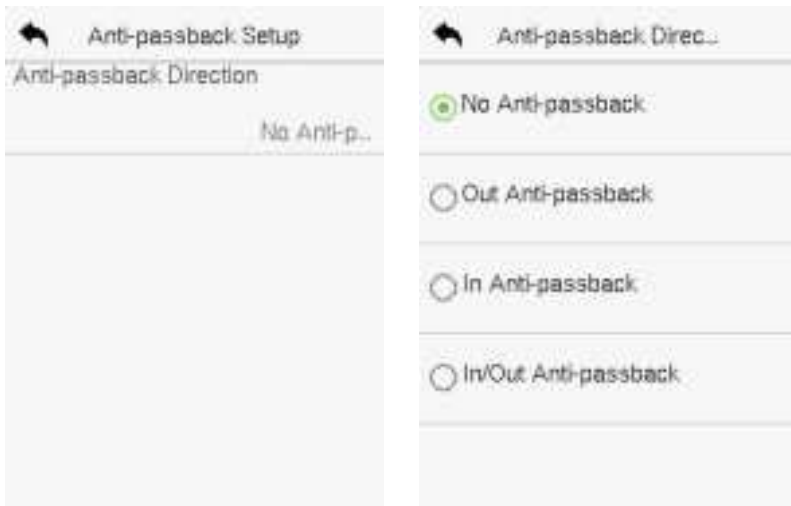 Anti-passback Setup
Anti-passback Direction
No Anti-p...
Anti-passback Direc...
No Anti-passback
Out Anti-passback
In Anti-passback
In/Out Anti-passback